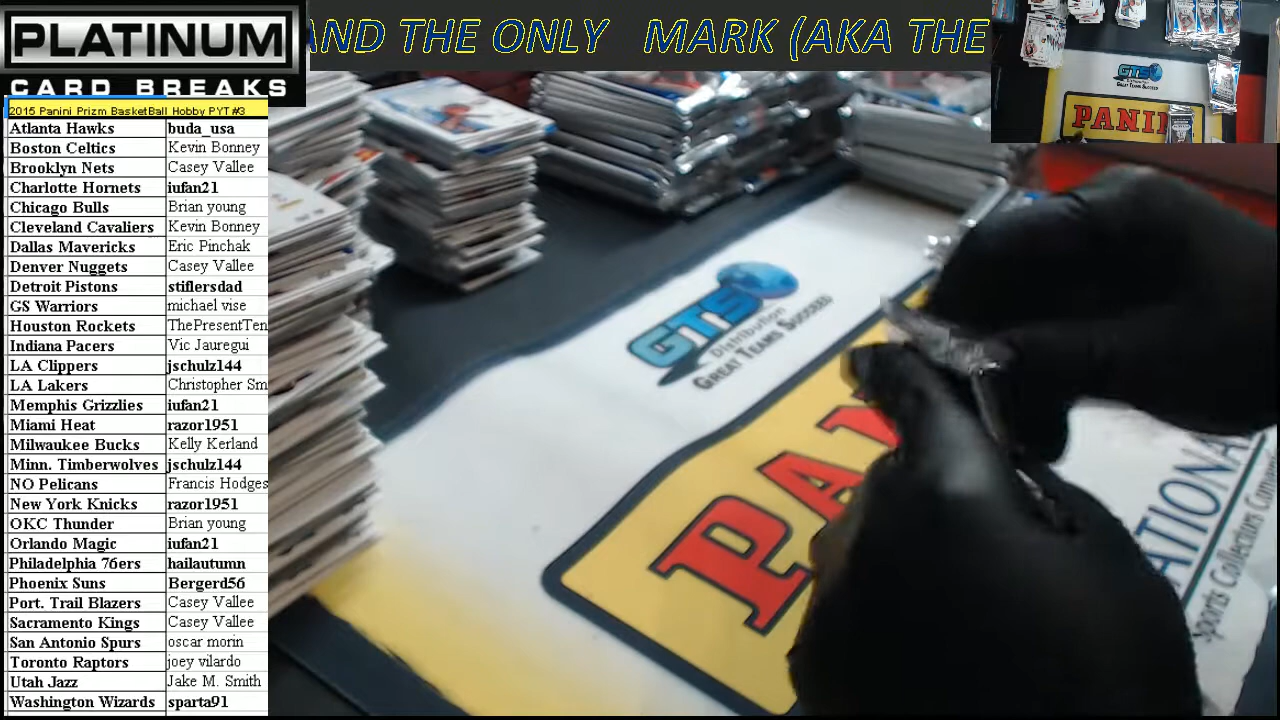 PLATINUM
CARD BREAKS
AND THE ONLY MARK (AKA THE
2015 Panini Prizm BasketBall Hobby PYT #3
Atlanta Hawks buda_usa
Boston Celtics Kevin Bonney
Brooklyn Nets Casey Vallee
Charlotte Hornets iufan21
Chicago Bulls Brian young
Cleveland Cavaliers Kevin Bonney
Dallas Mavericks Eric Pinchak
Denver Nuggets Casey Vallee
Detroit Pistons stiflersdad
GS Warriors michael vise
Houston Rockets ThePresentTen
Indiana Pacers Vic Jauregui
LA Clippers jschulz144
LA Lakers Christopher Sm
Memphis Grizzlies iufan21
Miami Heat razor1951
Milwaukee Bucks Kelly Kerland
Minn. Timberwolves jschulz144
NO Pelicans Francis Hodges
New York Knicks razor1951
OKC Thunder Brian young
Orlando Magic iufan21
Philadelphia 76ers hailautumn
Phoenix Suns Bergerd56
Port. Trail Blazers Casey Vallee
Sacramento Kings Casey Vallee
San Antonio Spurs oscar morin
Toronto Raptors joey vilardo
Utah Jazz Jake M. Smith
Washington Wizards sparta91
GTS
Distribution
GREAT TEAMS SUCCEED
PANI
ATIONAL
Sports Collectors Conven
GTS
GREAT TEAMS SUCCEED
PANINI